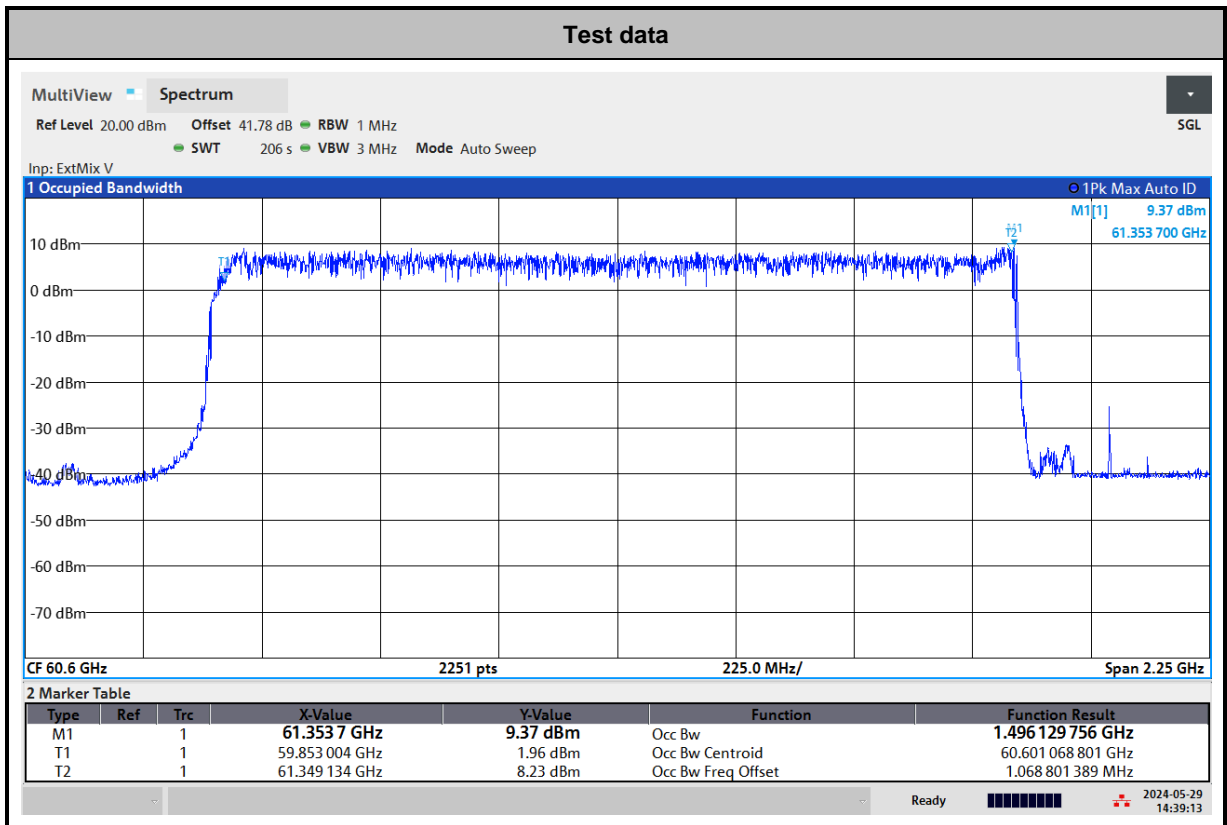 Test data
MultiView Spectrum
Ref Level 20.00 dBm Offset 41.78 dB RBW 1 MHz SGL
SWT 206 s VBW 3 MHz Mode Auto Sweep
Inp: ExtMix V
1 Occupied Bandwidth 1Pk Max Auto ID
M1[1] 9.37 dBm
61.353 700 GHz
M1
T2
10 dBm
T1
0 dBm
-10 dBm
-20 dBm
-30 dBm
-40 dBm
-50 dBm
-60 dBm
-70 dBm
CF 60.6 GHz 2251 pts 225.0 MHz/ Span 2.25 GHz
2 Marker Table
Type Ref Trc X-Value Y-Value Function Function Result
M1 1 61.353 7 GHz 9.37 dBm Occ Bw 1.496 129 756 GHz
T1 1 59.853 004 GHz 1.96 dBm Occ Bw Centroid 60.601 068 801 GHz
T2 1 61.349 134 GHz 8.23 dBm Occ Bw Freq Offset 1.068 801 389 MHz
Ready 2024-05-29
14:39:13